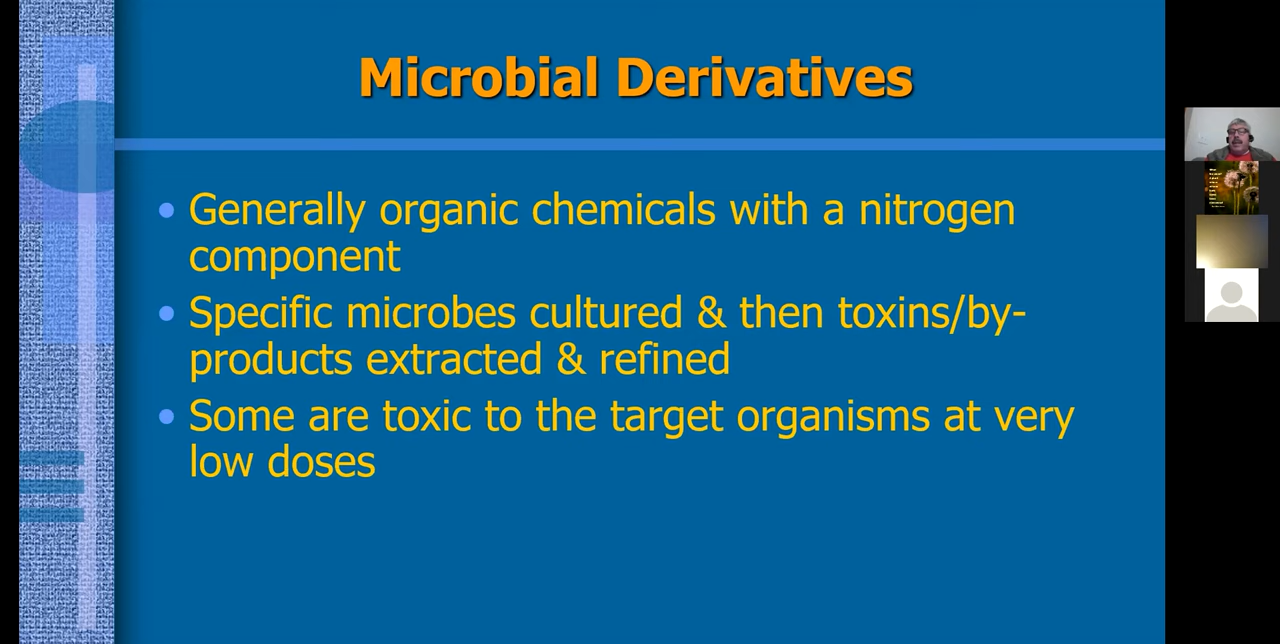 Microbial Derivatives
• Generally organic chemicals with a nitrogen
component
• Specific microbes cultured & then toxins/by-
products extracted & refined
• Some are toxic to the target organisms at very
low doses